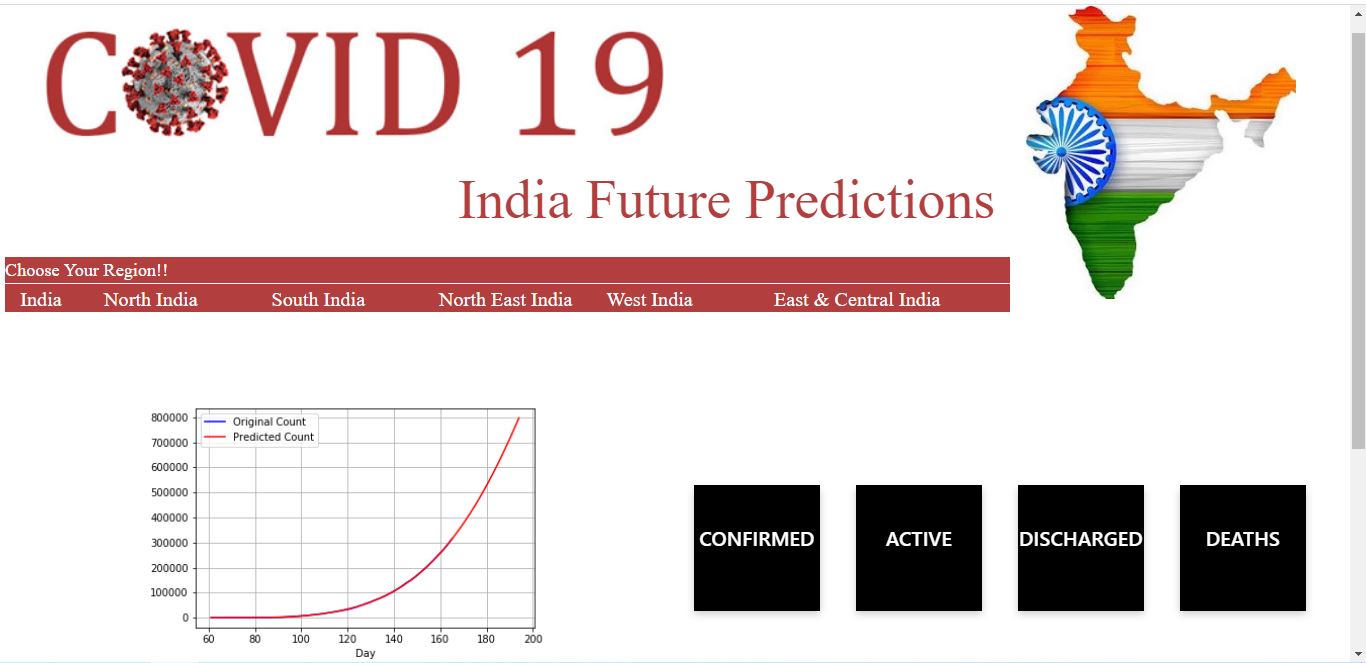 COVID 19
India Future Predictions
Choose Your Region!!
India North India South India North East India West India East & Central India
Original Count
Predicted Count
800000
700000
600000
500000
400000
300000
200000
100000
0
60 80 100 120 140 160 180 200
Day
CONFIRMED ACTIVE DISCHARGED DEATHS